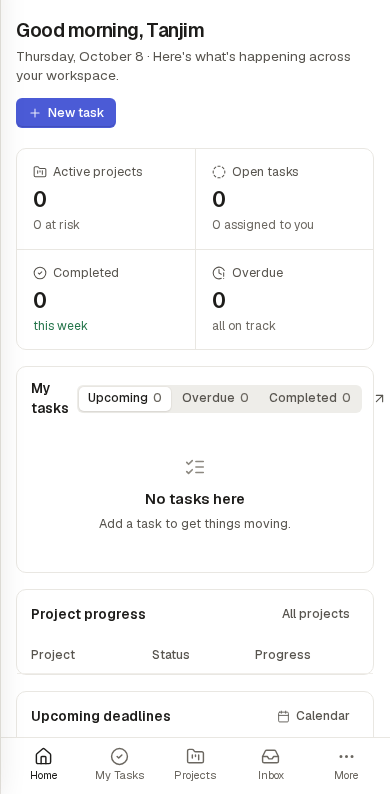 Good morning, Tanjim
Thursday, October 8 · Here's what's happening across
your workspace.
New task
Active projects
0
0 at risk
Open tasks
0
0 assigned to you
Completed
0
this week
Overdue
0
all on track
My
tasks
Upcoming 0 Overdue 0 Completed 0
No tasks here
Add a task to get things moving.
Project progress All projects
Project Status Progress
Upcoming deadlines Calendar
Home My Tasks Projects Inbox More